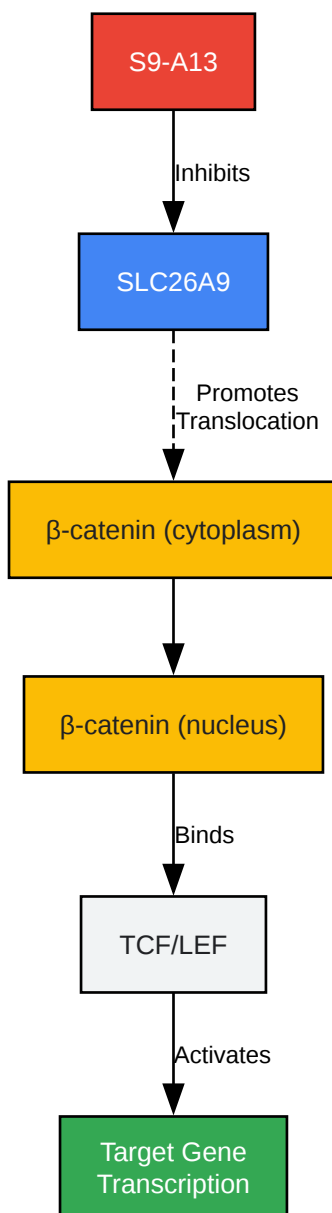 S9-A13
Inhibits
SLC26A9
Promotes
Translocation
β-catenin (cytoplasm)
β-catenin (nucleus)
Binds
TCF/LEF
Activates
Target Gene
Transcription